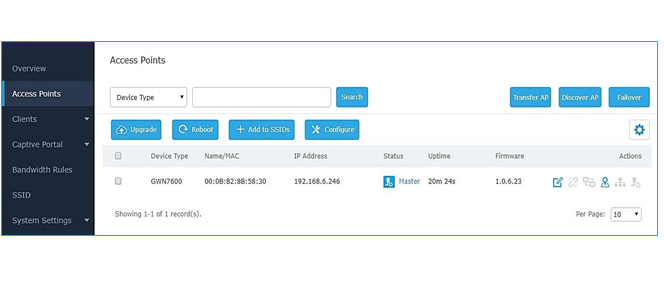 Access Points
Overview
Access Points
Clients
Captive Portal
Bandwidth Rules
SSID
System Settings
Device Type
Search
Transfer AP
Discover AP
Failover
Upgrade
Reboot
Add to SSIDs
Configure
Device Type Name/MAC IP Address Status Uptime Firmware Actions
GWN7600 00:0B:82:8B:58:30 192.168.6.246 Master 20m 24s 1.0.6.23
Showing 1-1 of 1 record(s).
Per Page: 10